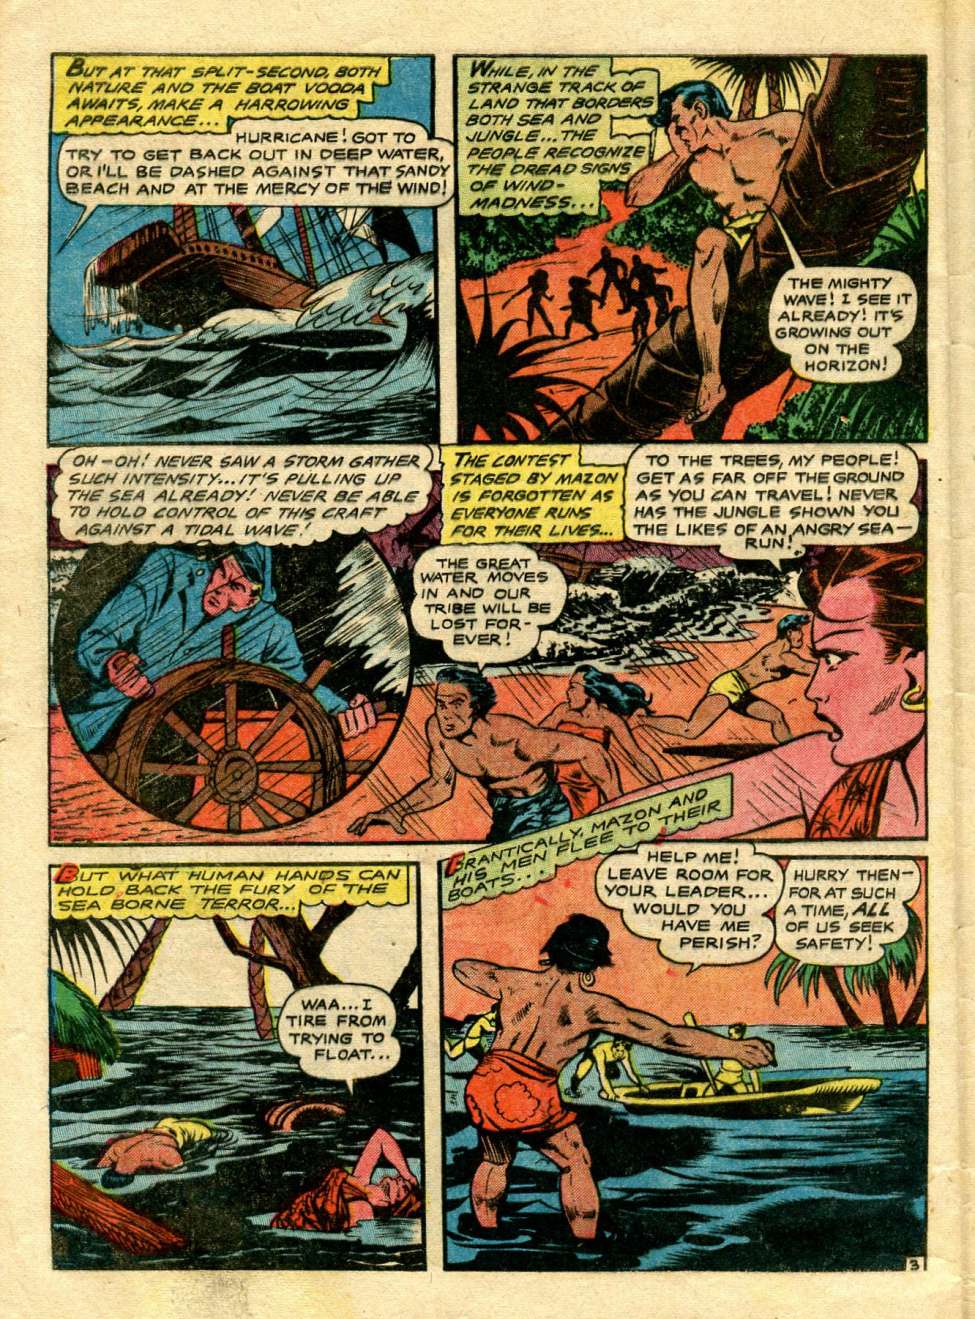 BUT AT THAT SPLIT-SECOND, BOTH
NATURE AND THE BOAT VOODA
AWAITS, MAKE A HARROWING
APPEARANCE...
HURRICANE! GOT TO
TRY TO GET BACK OUT IN DEEP WATER,
OR I'LL BE DASHED AGAINST THAT SANDY
BEACH AND AT THE MERCY OF THE WIND!
WHILE, IN THE
STRANGE TRACK OF
LAND THAT BORDERS
BOTH SEA AND
JUNGLE... THE
PEOPLE RECOGNIZE
THE DREAD SIGNS
OF WIND-
MADNESS...
THE MIGHTY
WAVE! I SEE IT
ALREADY! IT'S
GROWING OUT
ON THE
HORIZON!
OH-OH! NEVER SAW A STORM GATHER
SUCH INTENSITY... IT'S PULLING UP
THE SEA ALREADY! NEVER BE ABLE
TO HOLD CONTROL OF THIS CRAFT
AGAINST A TIDAL WAVE!
THE CONTEST
STAGED BY MAZON
IS FORGOTTEN AS
EVERYONE RUNS
FOR THEIR LIVES...
THE GREAT
WATER MOVES
IN AND OUR
TRIBE WILL BE
LOST FOR-
EVER!
TO THE TREES, MY PEOPLE!
GET AS FAR OFF THE GROUND
AS YOU CAN TRAVEL! NEVER
HAS THE JUNGLE SHOWN YOU
THE LIKES OF AN ANGRY SEA-
RUN!
BUT WHAT HUMAN HANDS CAN
HOLD BACK THE FURY OF THE
SEA BORNE TERROR...
WAA... I
TIRE FROM
TRYING TO
FLOAT...
FRANTICALLY, MAZON AND
HIS MEN FLEE TO THEIR
BOATS...
HELP ME!
LEAVE ROOM FOR
YOUR LEADER...
WOULD YOU
HAVE ME
PERISH?
HURRY THEN-
FOR AT SUCH
A TIME, ALL
OF US SEEK
SAFETY!
3